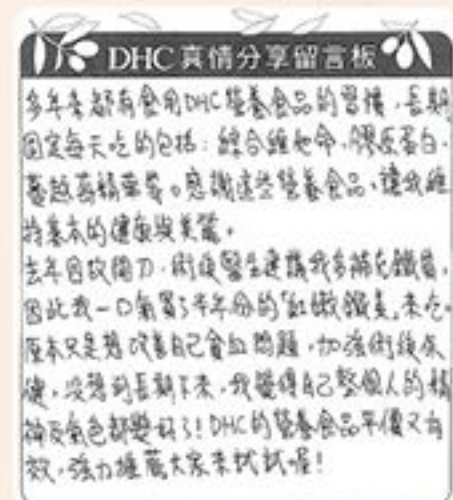 DHC真情分享留言板
多年來都有食用DHC營養食品的習慣,長期
固定每天吃的包括:綜合維他命、膠原蛋白、
蔓越莓精華等。感謝這些營養食品,讓我維
持基本的健康與美麗。
去年因故開刀,術後醫生建議我多補充鐵質,
因此我一口氣買了半年份的「紅嫩鐵素」來吃。
原本只是想改善自己貧血問題,加強術後保
健,沒想到長期下來,我覺得自己整個人的精
神及氣色都變好了!DHC的營養食品平價又有
效,強力推薦大家來試試喔!